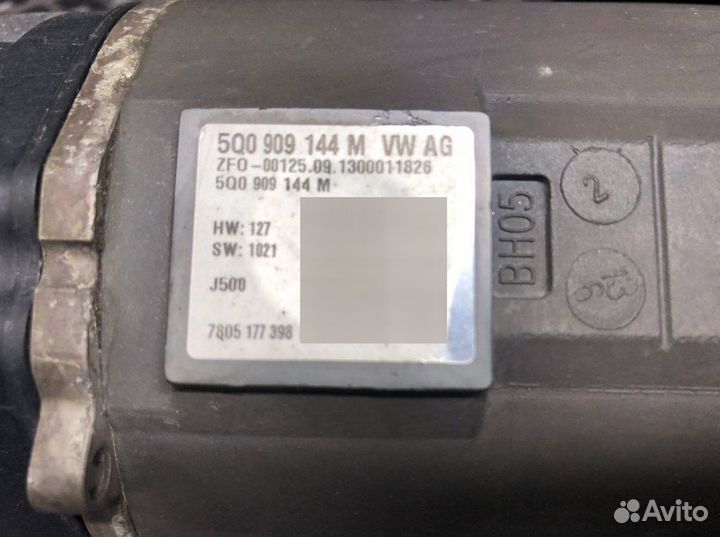 5Q0 909 144 M VW AG
ZFO-00125.09.1300011826
5Q0 909 144 M
HW: 127
SW: 1021
J500
7805 177 398
BH05
2
Avito